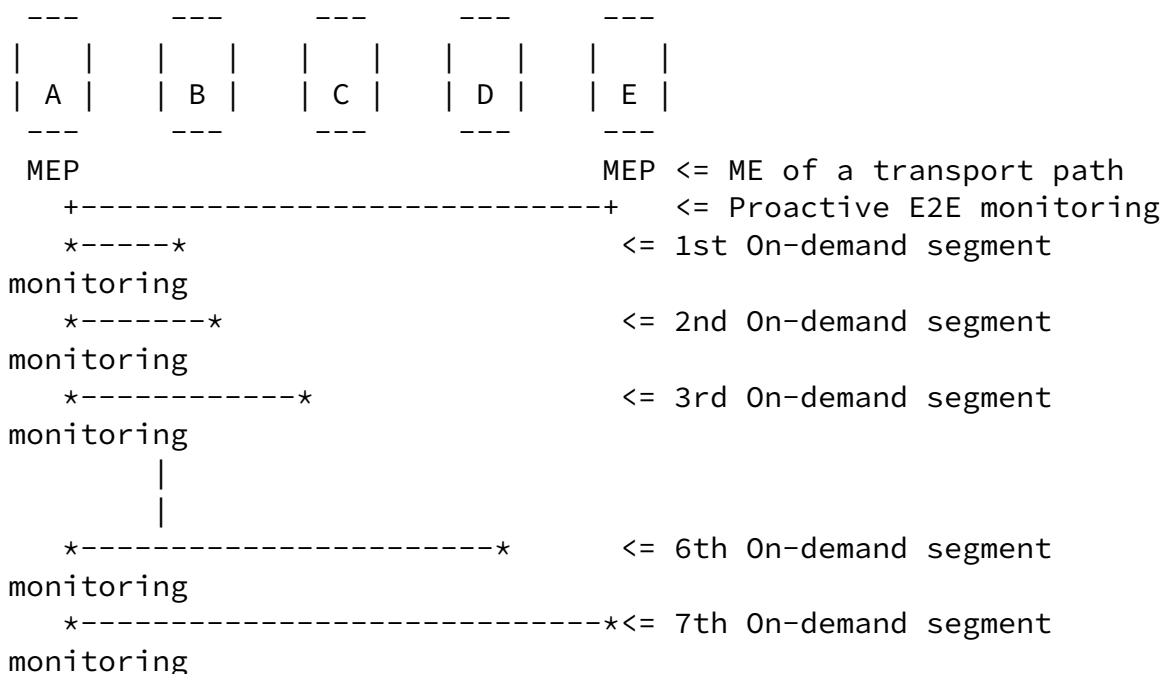 ---     ---     ---     ---     ---
|   |   |   |   |   |   |   |   |   |
| A |   | B |   | C |   | D |   | E |
 ---     ---     ---     ---     ---
 MEP                             MEP <= ME of a transport path
   +-----------------------------+   <= Proactive E2E monitoring
   *-----*                        <= 1st On-demand segment
monitoring
   *-------*                      <= 2nd On-demand segment
monitoring
   *------------*                 <= 3rd On-demand segment
monitoring
        |
        |
   *-----------------------*      <= 6th On-demand segment
monitoring
   *-----------------------------*<= 7th On-demand segment
monitoring